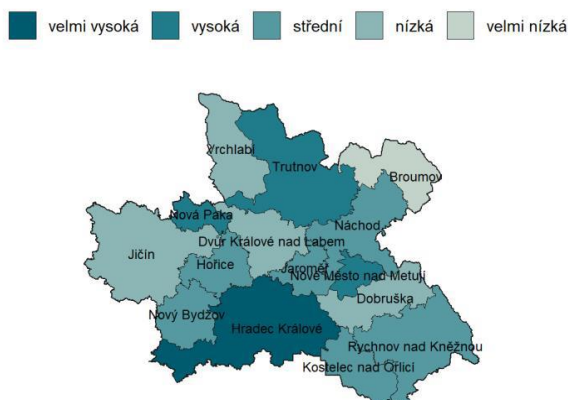 velmi vysoká vysoká střední nízká velmi nízká
Vrchlabí
Trutnov
Broumov
Nová Paka
Náchod
Dvůr Králové nad Labem
Jičín
Hořice
Jaroměř
Nové Město nad Metují
Dobruška
Nový Bydžov
Hradec Králové
Rychnov nad Kněžnou
Kostelec nad Orlicí